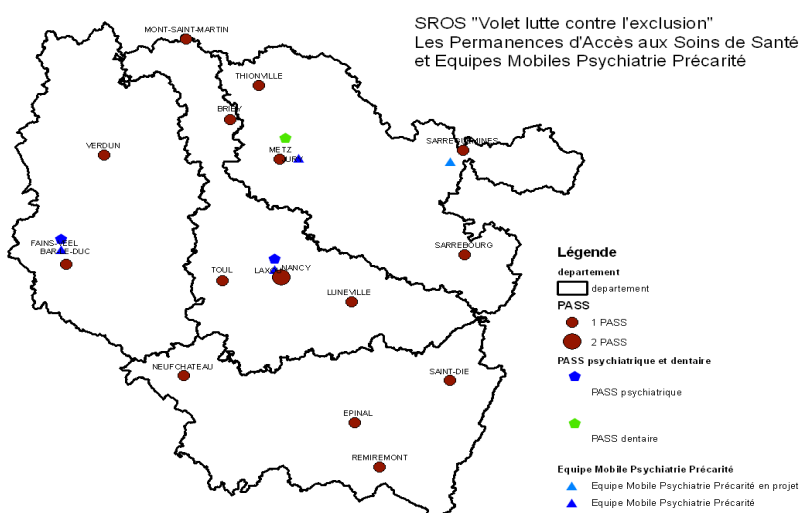 SROS "Volet lutte contre l'exclusion"
Les Permanences d'Accès aux Soins de Santé
et Equipes Mobiles Psychiatrie Précarité
MONT-SAINT-MARTIN
THIONVILLE
BRIEY
VERDUN
METZ
SARREGUEMINES
FAINS-VEEL
BAR-LE-DUC
SARREBOURG
TOUL
NANCY
LUNEVILLE
NEUFCHATEAU
SAINT-DIE
EPINAL
REMIREMONT
Légende
departement
departement
PASS
1 PASS
2 PASS
PASS psychiatrique et dentaire
PASS psychiatrique
PASS dentaire
Equipe Mobile Psychiatrie Précarité
Equipe Mobile Psychiatrie Précarité en projet
Equipe Mobile Psychiatrie Précarité